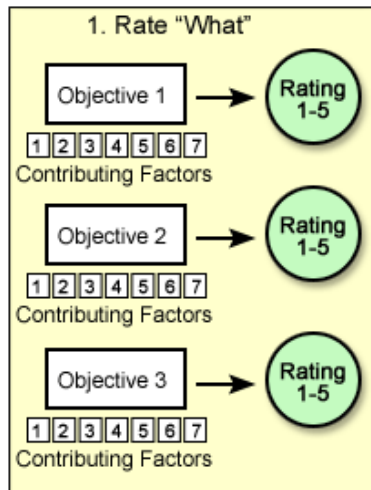 1. Rate “What”
Objective 1
Rating
1-5
1 2 3 4 5 6 7
Contributing Factors
Objective 2
Rating
1-5
1 2 3 4 5 6 7
Contributing Factors
Objective 3
Rating
1-5
1 2 3 4 5 6 7
Contributing Factors